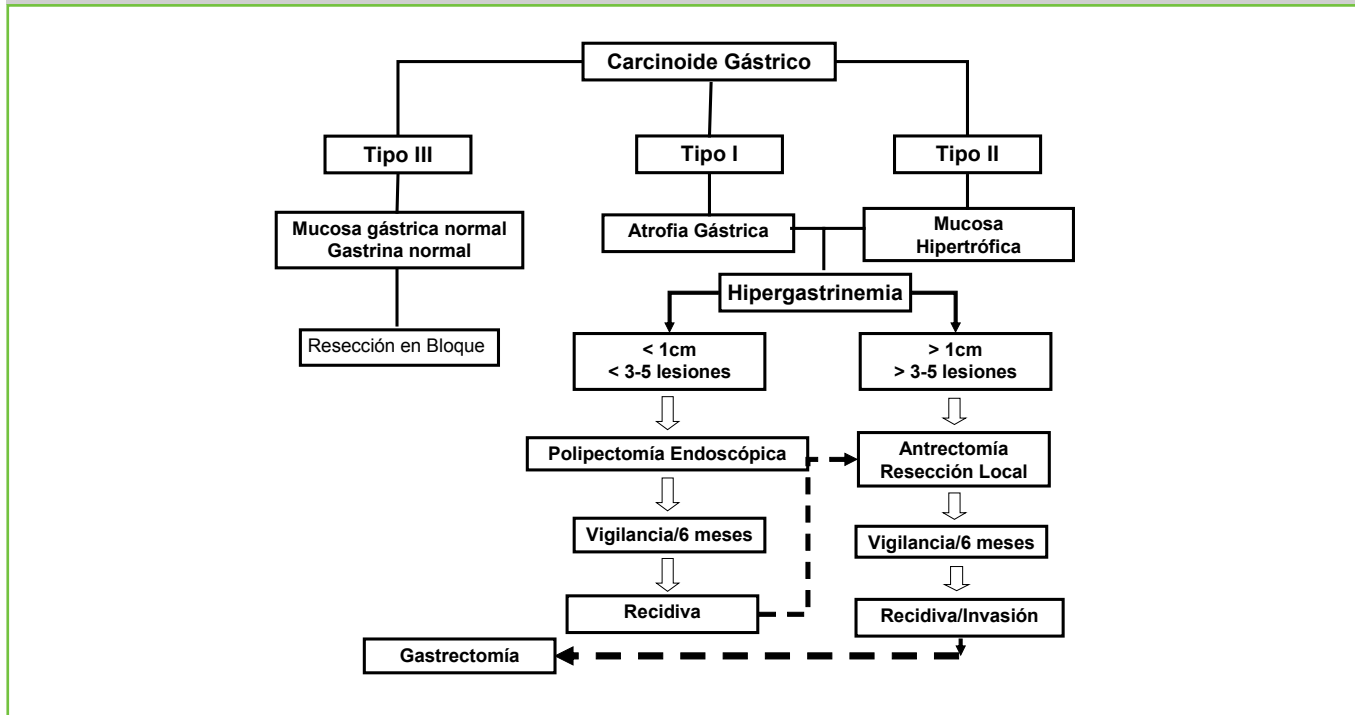 Carcinoide Gástrico
Tipo III
Tipo I
Tipo II
Mucosa gástrica normal
Gastrina normal
Atrofia Gástrica
Mucosa
Hipertrófica
Hipergastrinemia
Resección en Bloque
< 1cm
< 3-5 lesiones
> 1cm
> 3-5 lesiones
Polipectomía Endoscópica
Antrectomía
Resección Local
Vigilancia/6 meses
Vigilancia/6 meses
Recidiva
Recidiva/Invasión
Gastrectomía